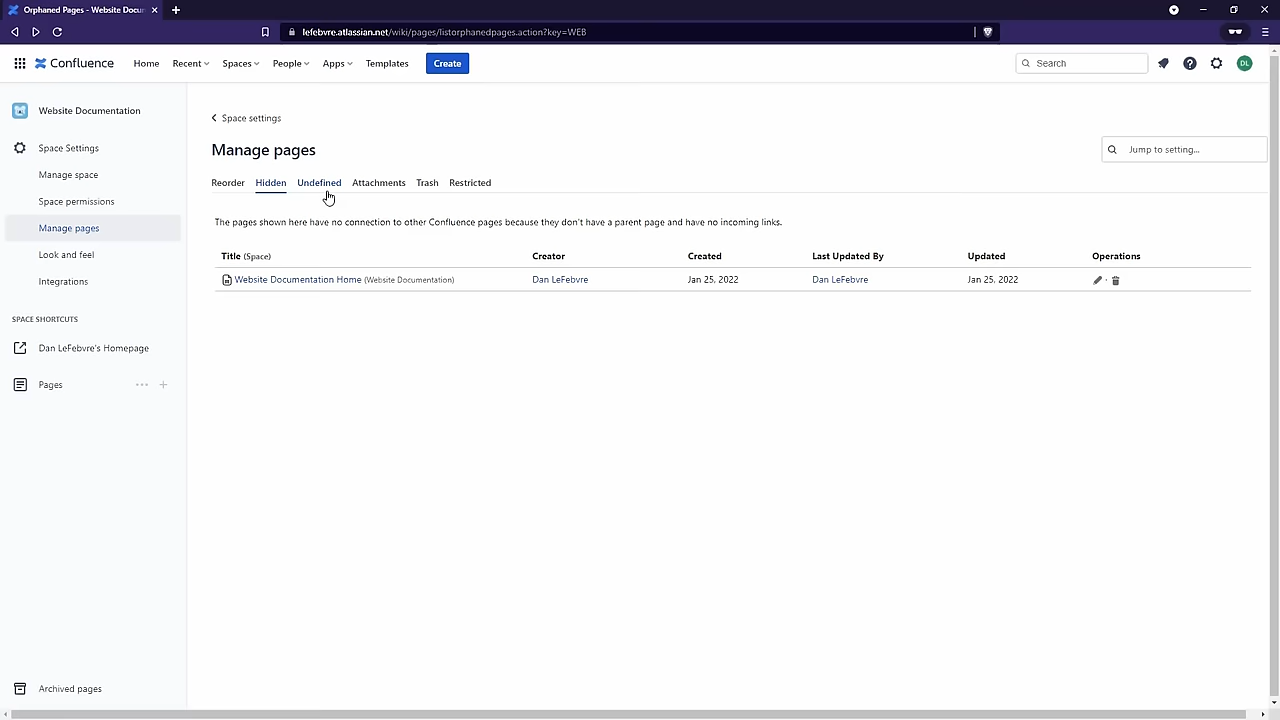 Orphaned Pages - Website Docu
lefebvre.atlassian.net/wiki/pages/listorphanedpages.action?key=WEB
Confluence Home Recent Spaces People Apps Templates Create Search DL
Website Documentation
Space settings
Space Settings
Manage pages
Jump to setting...
Manage space
Reorder Hidden Undefined Attachments Trash Restricted
Space permissions
The pages shown here have no connection to other Confluence pages because they don't have a parent page and have no incoming links.
Manage pages
Look and feel
Title (Space) Creator Created Last Updated By Updated Operations
Integrations
Website Documentation Home (Website Documentation) Dan LeFebvre Jan 25, 2022 Dan LeFebvre Jan 25, 2022
SPACE SHORTCUTS
Dan LeFebvre's Homepage
Pages
Archived pages